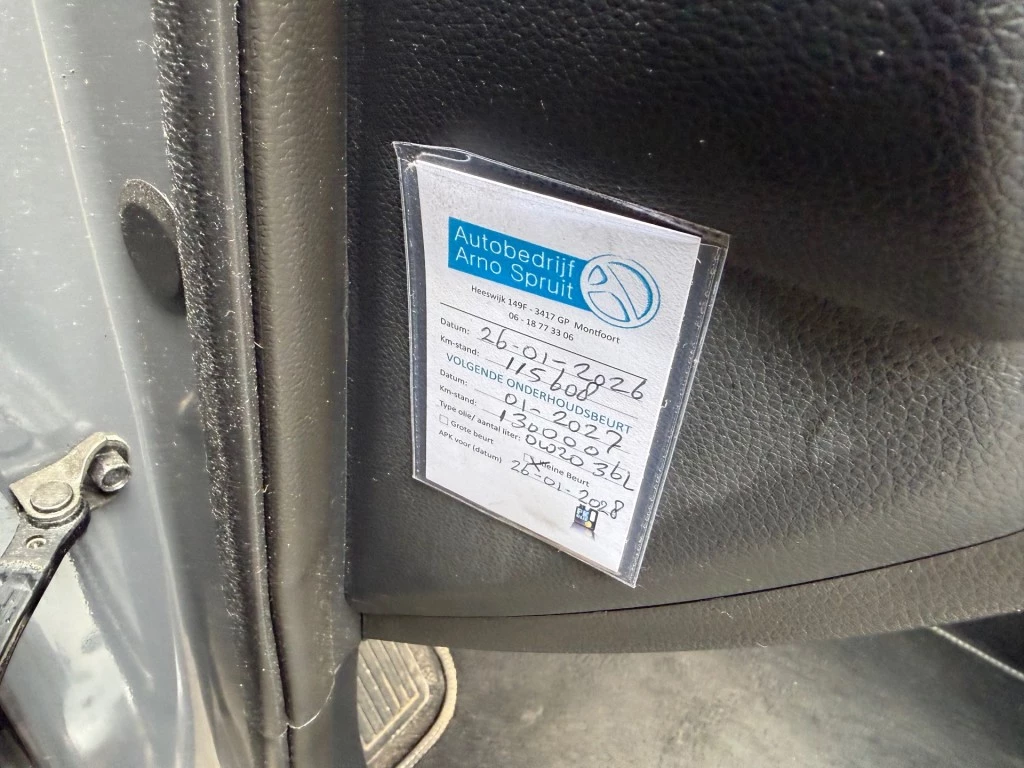 Autobedrijf
Arno Spruit
Heeswijk 149F - 3417 GP Montfoort
06 - 18 77 33 06
Datum: 26-01-2026
Km-stand: 115608
VOLGENDE ONDERHOUDSBEURT
Datum: 01-2027
Km-stand: 130000
Type olie/ aantal liter: 0W20 3.6L
Grote beurt Kleine Beurt
APK voor (datum) 26-01-2028